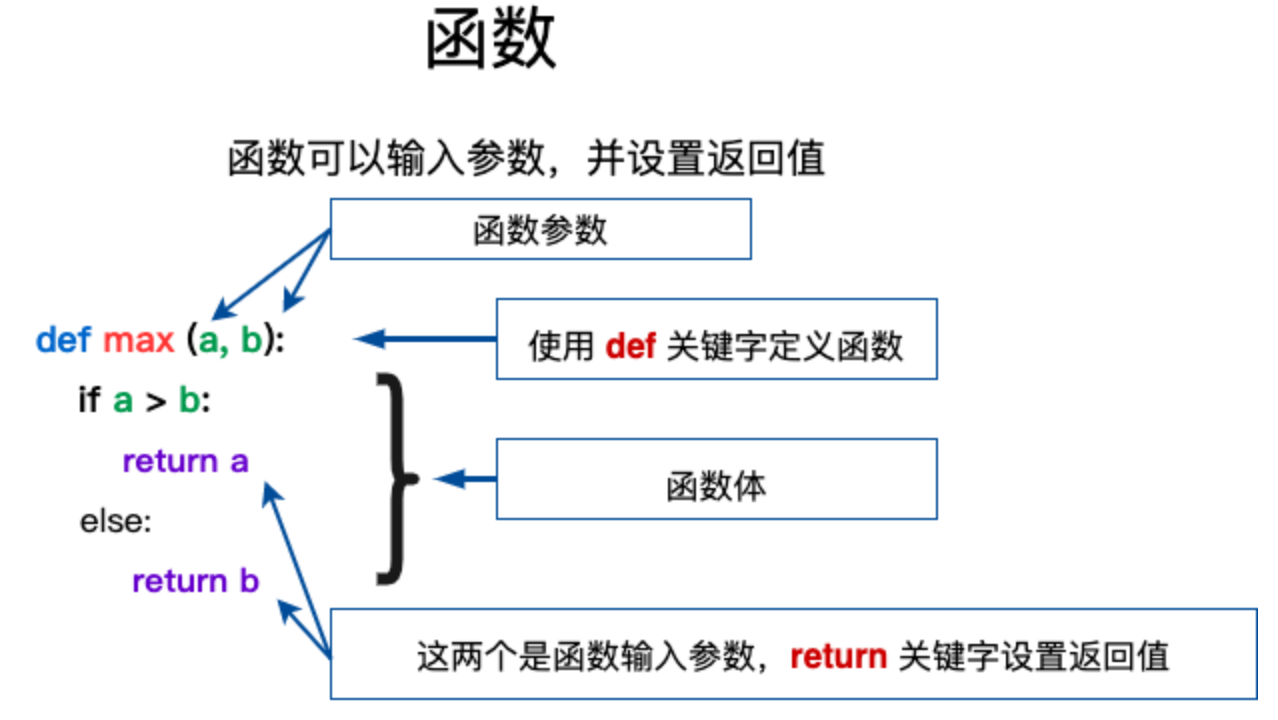 函数
函数可以输入参数，并设置返回值
函数参数
def max (a, b):
使用 def 关键字定义函数
if a > b:
return a
函数体
else:
return b
这两个是函数输入参数，return 关键字设置返回值